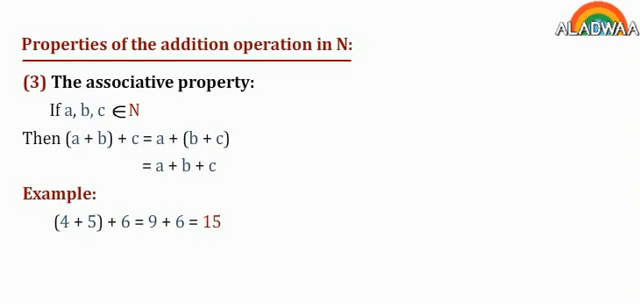 ALADWAA
Properties of the addition operation in N:
(3) The associative property:
If a, b, c ∈ N
Then (a + b) + c = a + (b + c)
= a + b + c
Example:
(4 + 5) + 6 = 9 + 6 = 15